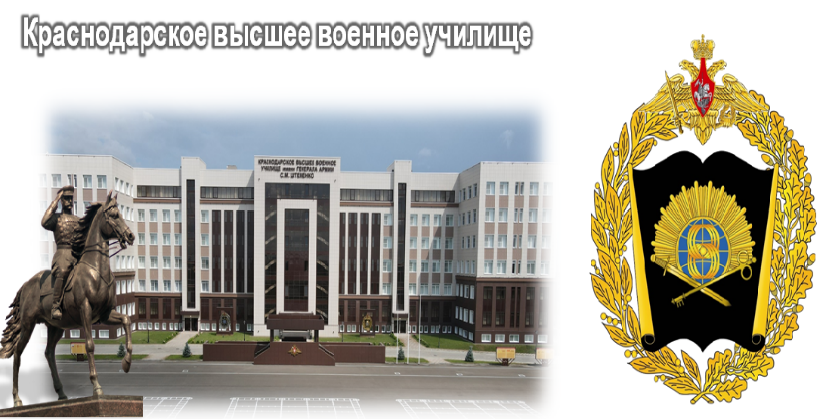 Краснодарское высшее военное училище
КРАСНОДАРСКОЕ ВЫСШЕЕ ВОЕННОЕ
УЧИЛИЩЕ ИМЕНИ ГЕНЕРАЛА АРМИИ
С.М. ШТЕМЕНКО